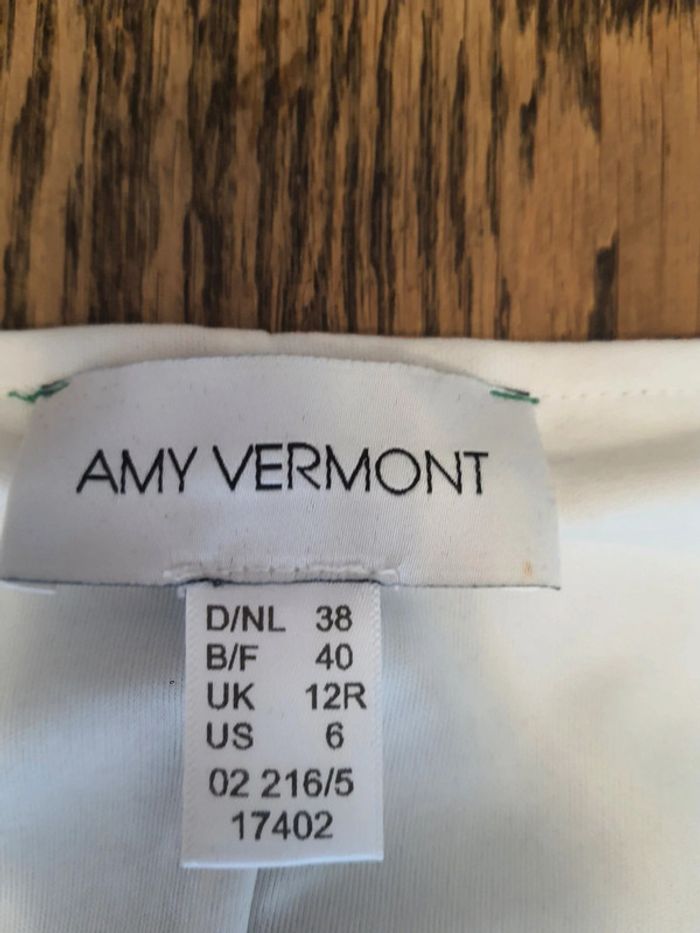 AMY VERMONT
D/NL 38
B/F 40
UK 12R
US 6
02 216/5
17402